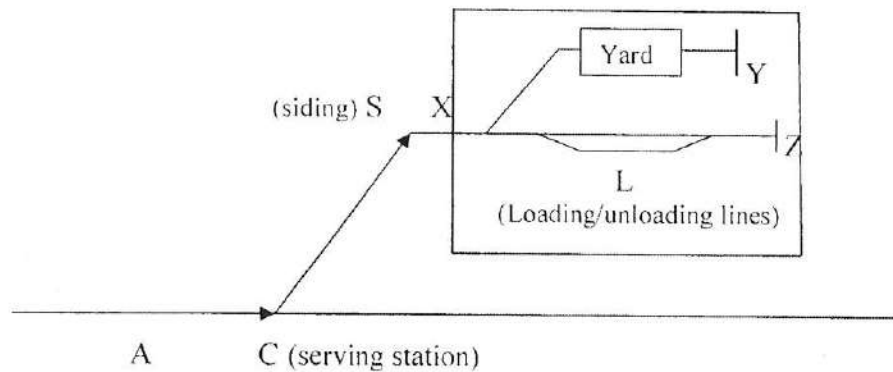 Yard
Y
(siding) S X
Z
L
(Loading/unloading lines)
A C (serving station)